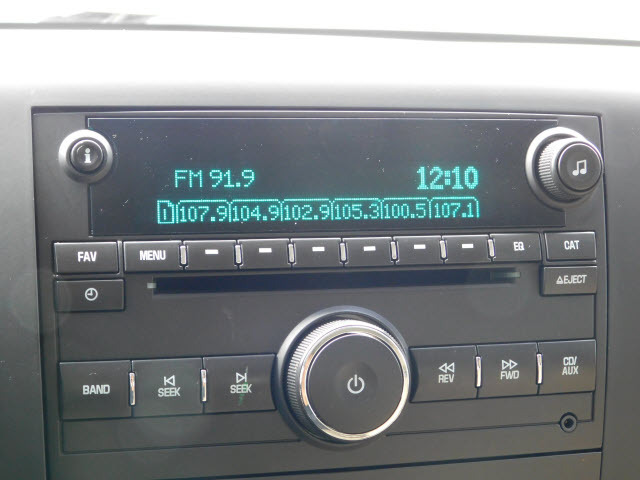 i
FM 91.9 12:10
1 107.9 104.9 102.9 105.3 100.5 107.1
FAV MENU EQ CAT
EJECT
BAND SEEK SEEK REV FWD CD/AUX